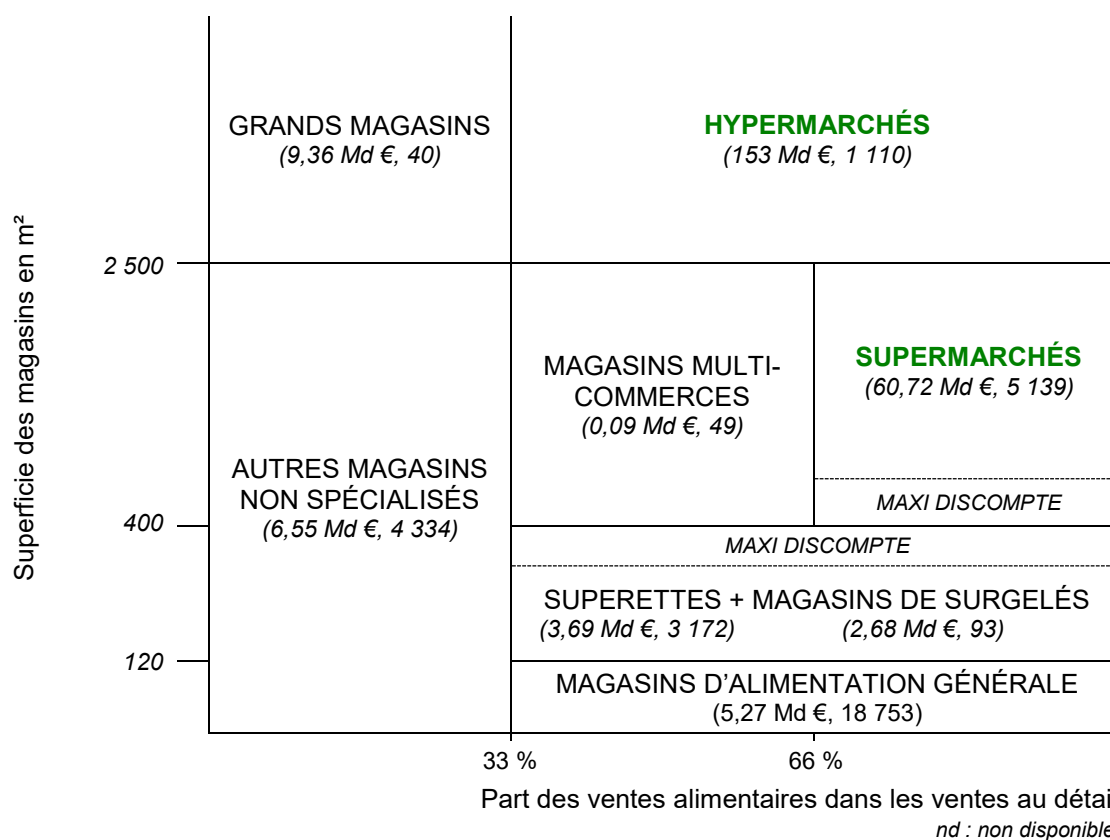 GRANDS MAGASINS
(9,36 Md €, 40)
HYPERMARCHÉS
(153 Md €, 1 110)
Superficie des magasins en m²
2 500
MAGASINS MULTI-
COMMERCES
(0,09 Md €, 49)
SUPERMARCHÉS
(60,72 Md €, 5 139)
AUTRES MAGASINS
NON SPÉCIALISÉS
(6,55 Md €, 4 334)
MAXI DISCOMPTE
400
MAXI DISCOMPTE
SUPERETTES + MAGASINS DE SURGELÉS
(3,69 Md €, 3 172) (2,68 Md €, 93)
120
MAGASINS D'ALIMENTATION GÉNÉRALE
(5,27 Md €, 18 753)
33 % 66 %
Part des ventes alimentaires dans les ventes au détai
nd : non disponible